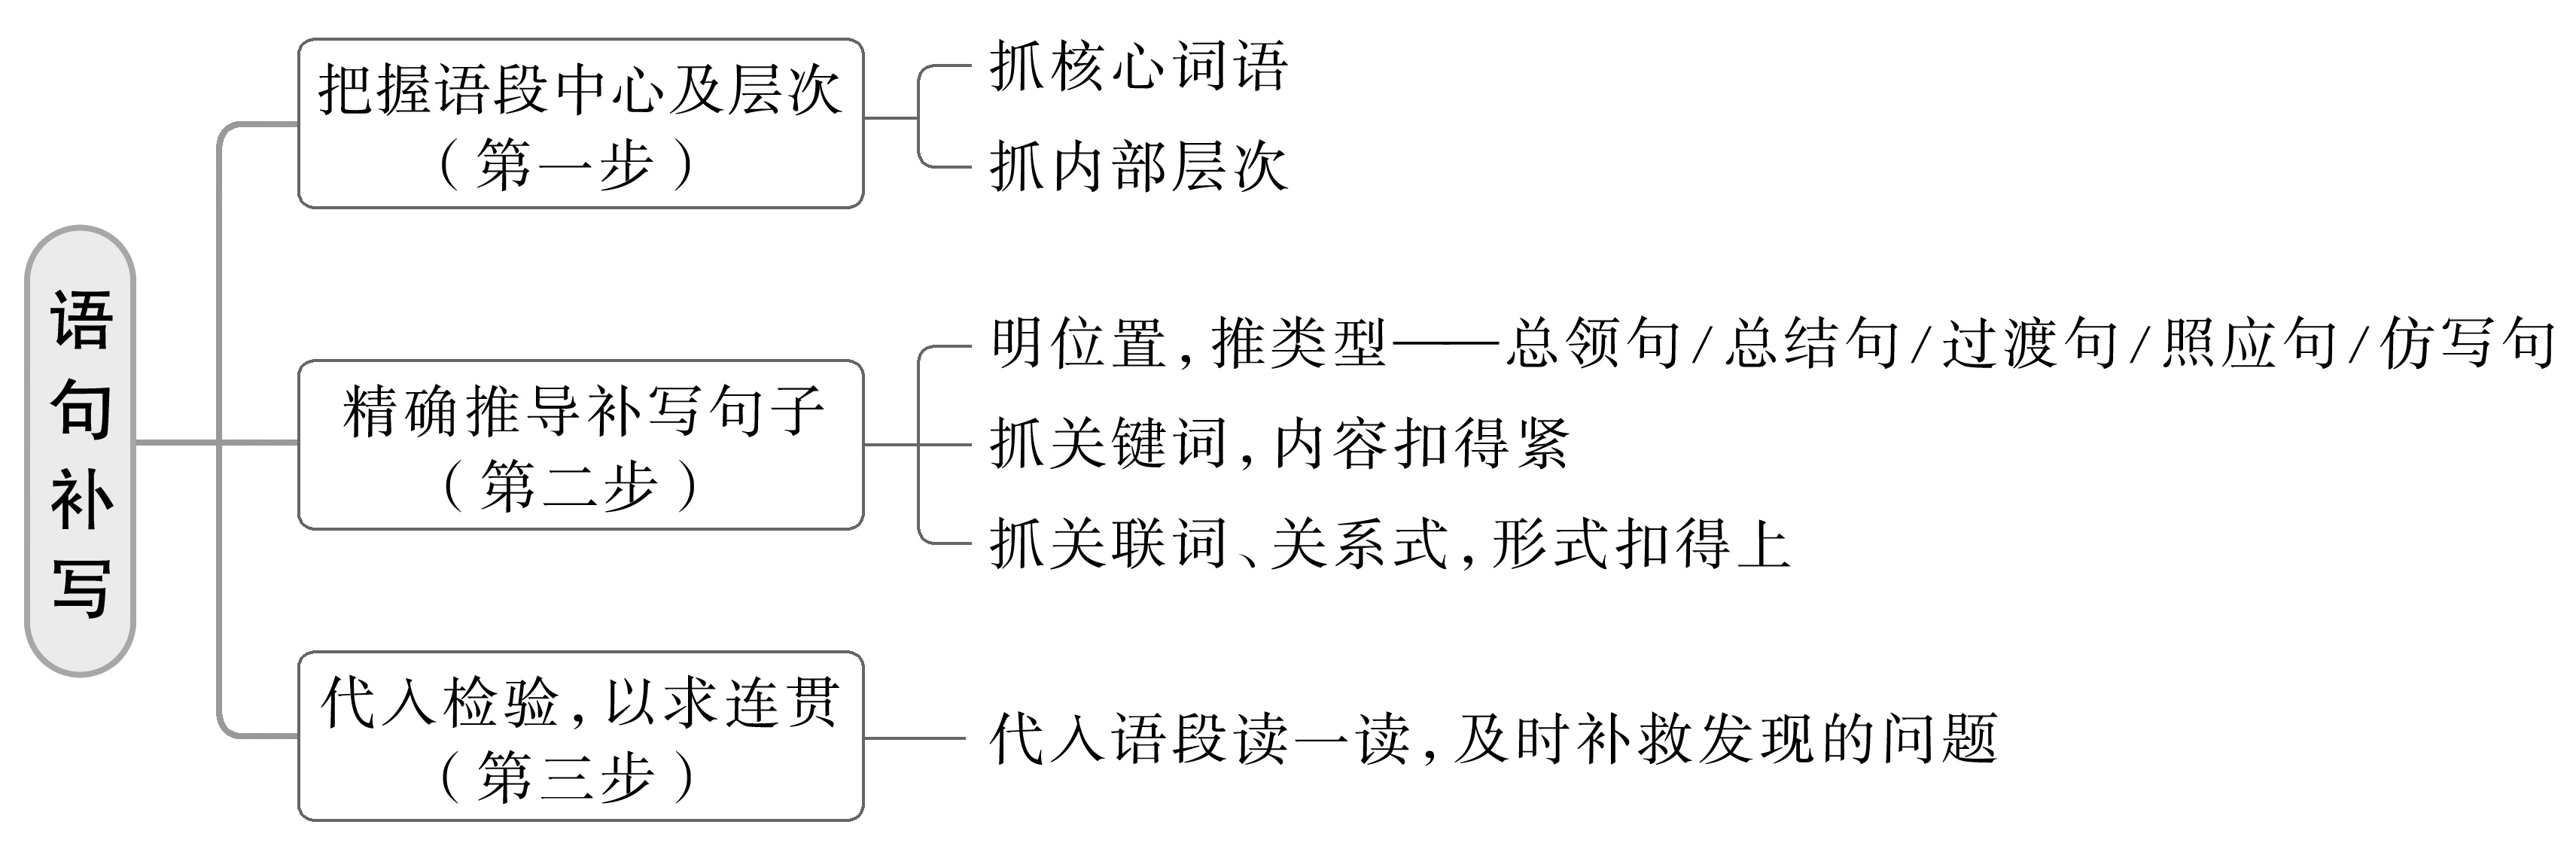 语句补写
把握语段中心及层次
（第一步）
抓核心词语
抓内部层次
精确推导补写句子
（第二步）
明位置,推类型——总领句/总结句/过渡句/照应句/仿写句
抓关键词,内容扣得紧
抓关联词、关系式,形式扣得上
代入检验,以求连贯
（第三步）
代入语段读一读,及时补救发现的问题